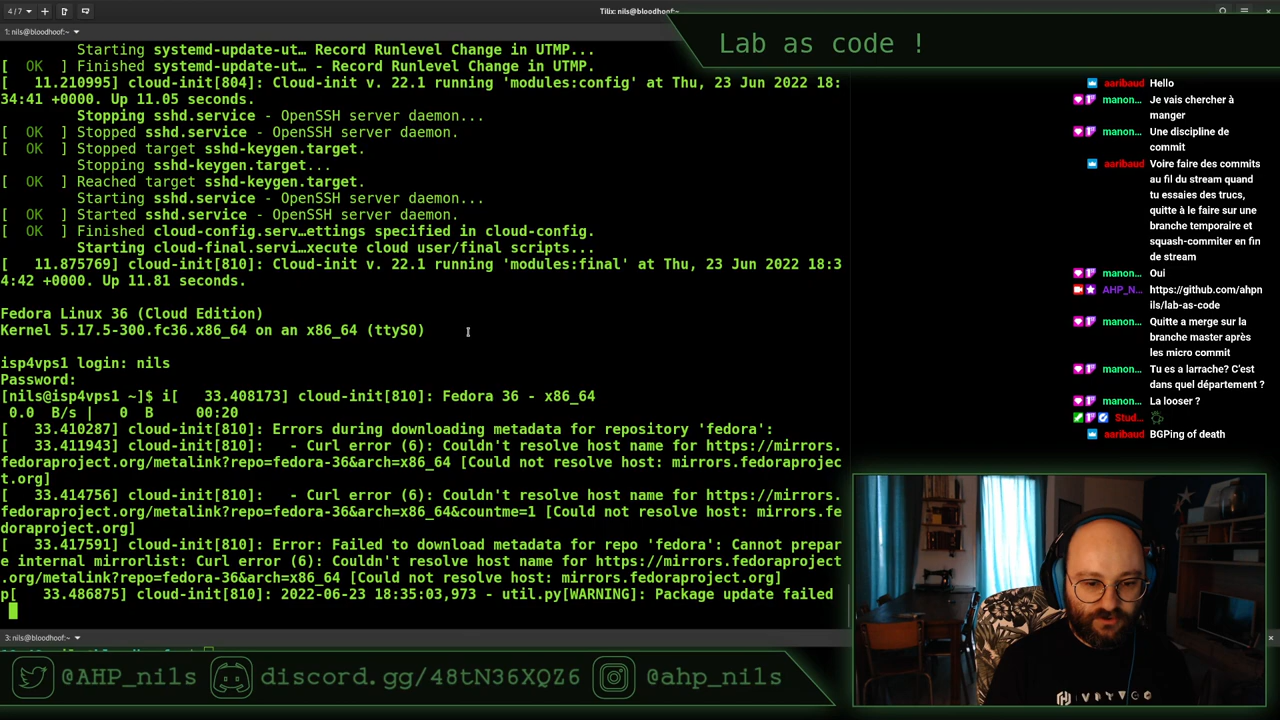 4 / 7
Tilix: nils@bloodhoof:~
1: nils@bloodhoof:~
Starting systemd-update-ut… Record Runlevel Change in UTMP...
[  OK  ] Finished systemd-update-ut… - Record Runlevel Change in UTMP.
[   11.210995] cloud-init[804]: Cloud-init v. 22.1 running 'modules:config' at Thu, 23 Jun 2022 18:
34:41 +0000. Up 11.05 seconds.
Stopping sshd.service - OpenSSH server daemon...
[  OK  ] Stopped sshd.service - OpenSSH server daemon.
[  OK  ] Stopped target sshd-keygen.target.
Stopping sshd-keygen.target...
[  OK  ] Reached target sshd-keygen.target.
Starting sshd.service - OpenSSH server daemon...
[  OK  ] Started sshd.service - OpenSSH server daemon.
[  OK  ] Finished cloud-config.serv…ettings specified in cloud-config.
Starting cloud-final.servi…xecute cloud user/final scripts...
[   11.875769] cloud-init[810]: Cloud-init v. 22.1 running 'modules:final' at Thu, 23 Jun 2022 18:3
4:42 +0000. Up 11.81 seconds.
Fedora Linux 36 (Cloud Edition)
Kernel 5.17.5-300.fc36.x86_64 on an x86_64 (ttyS0)
isp4vps1 login: nils
Password:
[nils@isp4vps1 ~]$ i[   33.408173] cloud-init[810]: Fedora 36 - x86_64
0.0  B/s |   0  B     00:20
[   33.410287] cloud-init[810]: Errors during downloading metadata for repository 'fedora':
[   33.411943] cloud-init[810]:   - Curl error (6): Couldn't resolve host name for https://mirrors.
fedoraproject.org/metalink?repo=fedora-36&arch=x86_64 [Could not resolve host: mirrors.fedoraprojec
t.org]
[   33.414756] cloud-init[810]:   - Curl error (6): Couldn't resolve host name for https://mirrors.
fedoraproject.org/metalink?repo=fedora-36&arch=x86_64&countme=1 [Could not resolve host: mirrors.fe
doraproject.org]
[   33.417591] cloud-init[810]: Error: Failed to download metadata for repo 'fedora': Cannot prepar
e internal mirrorlist: Curl error (6): Couldn't resolve host name for https://mirrors.fedoraproject
.org/metalink?repo=fedora-36&arch=x86_64 [Could not resolve host: mirrors.fedoraproject.org]
p[   33.486875] cloud-init[810]: 2022-06-23 18:35:03,973 - util.py[WARNING]: Package update failed
3: nils@bloodhoof:~
@AHP_nils
discord.gg/48tN36XQZ6
@ahp_nils
Lab as code !
aaribaud Hello
manon… Je vais chercher à
manger
manon… Une discipline de
commit
aaribaud Voire faire des commits
au fil du stream quand
tu essaies des trucs,
quitte à le faire sur une
branche temporaire et
squash-commiter en fin
de stream
manon… Oui
AHP_N… https://github.com/ahpn
ils/lab-as-code
manon… Quitte a merge sur la
branche master après
les micro commit
manon… Tu es a larrache? C'est
dans quel département ?
manon… La looser ?
Stud…
aaribaud BGPing of death